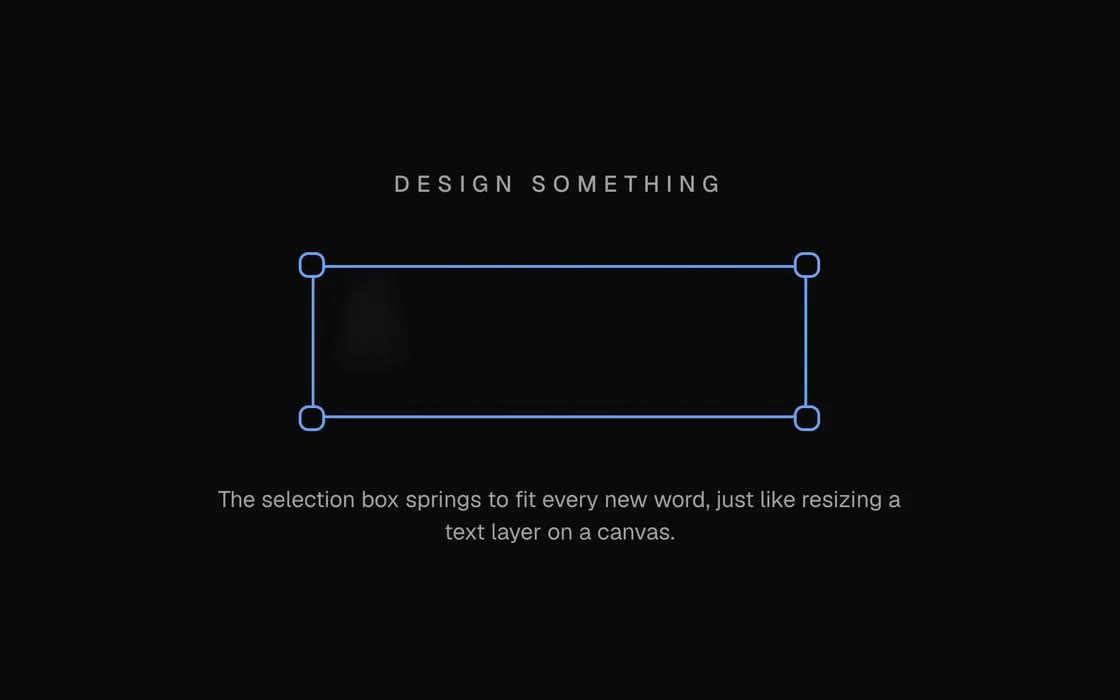 DESIGN SOMETHING
The selection box springs to fit every new word, just like resizing a
text layer on a canvas.